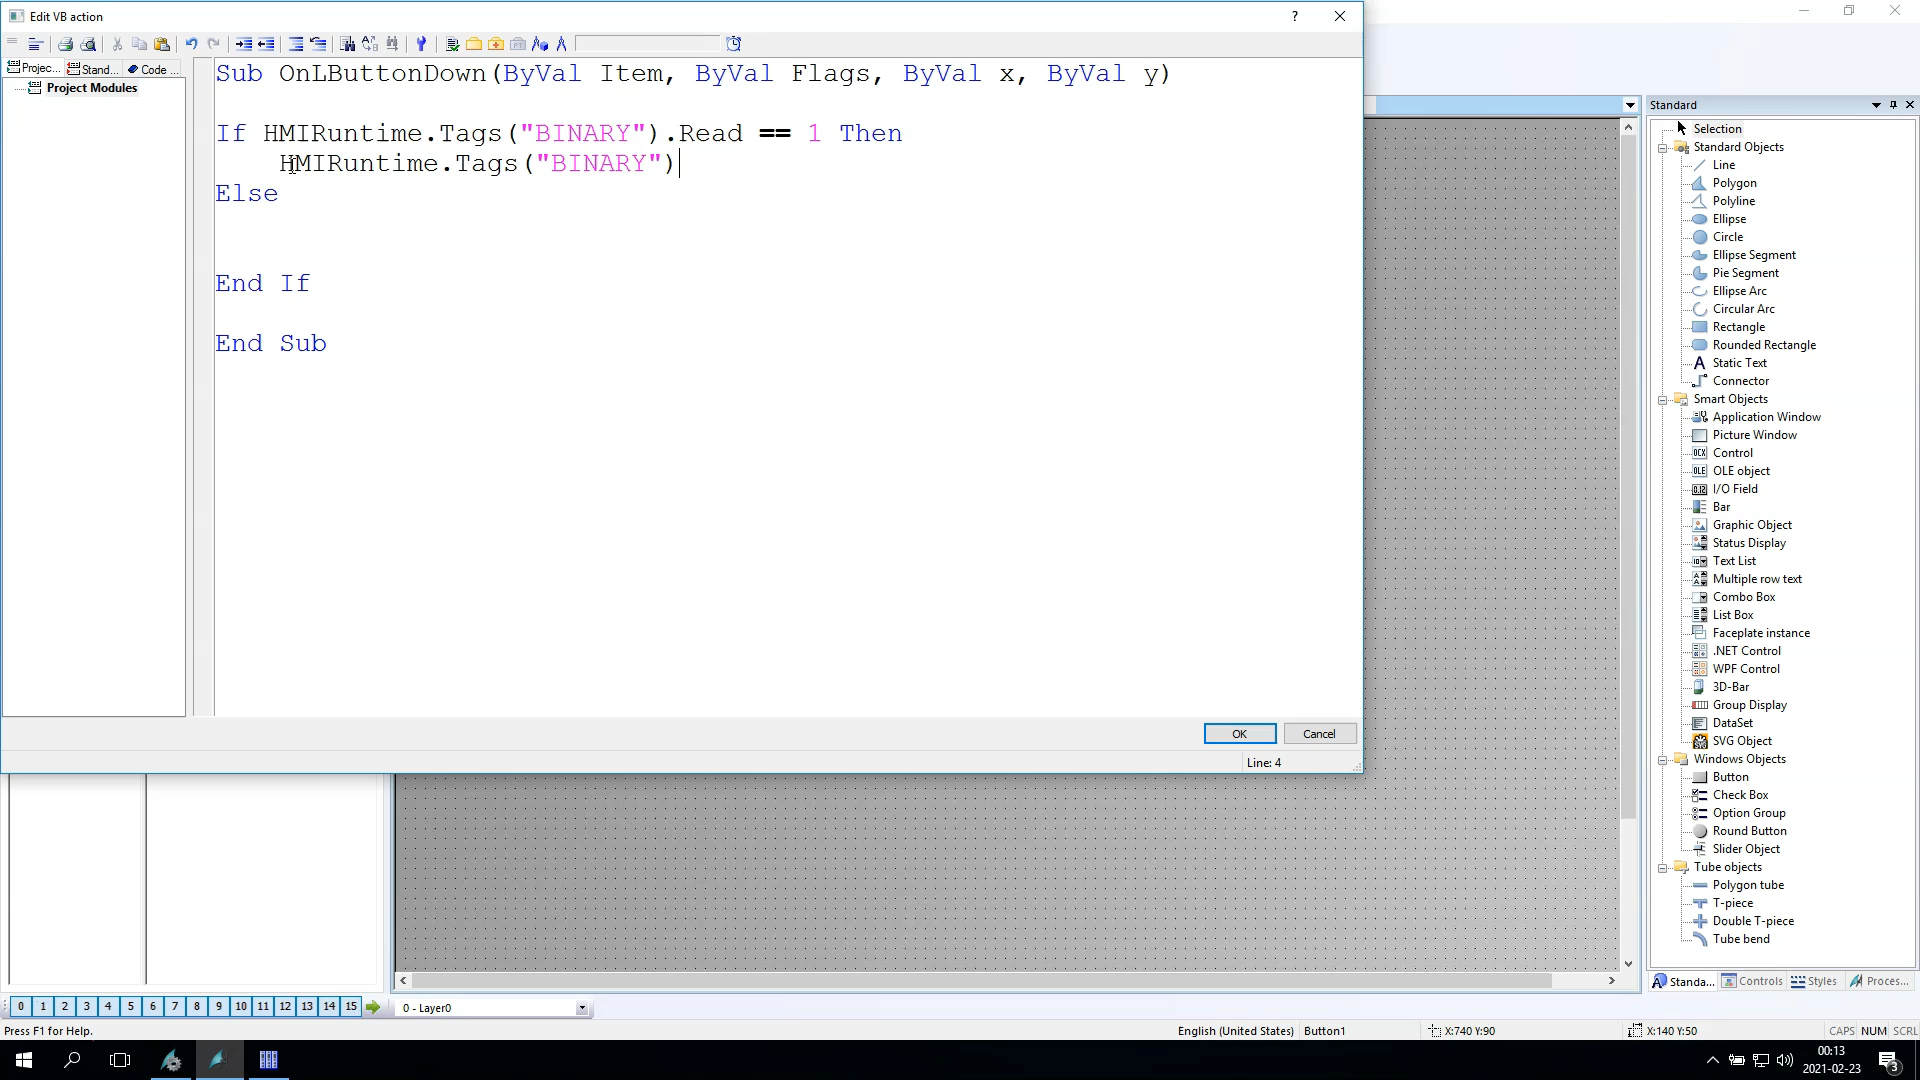 Edit VB action
?
Projec...
Stand...
Code ...
Project Modules
Sub OnLButtonDown(ByVal Item, ByVal Flags, ByVal x, ByVal y)
If HMIRuntime.Tags("BINARY").Read == 1 Then
HMIRuntime.Tags("BINARY")
Else
End If
End Sub
OK
Cancel
Line: 4
Standard
Selection
Standard Objects
Line
Polygon
Polyline
Ellipse
Circle
Ellipse Segment
Pie Segment
Ellipse Arc
Circular Arc
Rectangle
Rounded Rectangle
Static Text
Connector
Smart Objects
Application Window
Picture Window
Control
OLE object
I/O Field
Bar
Graphic Object
Status Display
Text List
Multiple row text
Combo Box
List Box
Faceplate instance
.NET Control
WPF Control
3D-Bar
Group Display
DataSet
SVG Object
Windows Objects
Button
Check Box
Option Group
Round Button
Slider Object
Tube objects
Polygon tube
T-piece
Double T-piece
Tube bend
Standa...
Controls
Styles
Proces...
0 1 2 3 4 5 6 7 8 9 10 11 12 13 14 15
0 - Layer0
Press F1 for Help.
English (United States)
Button1
X:740 Y:90
X:140 Y:50
CAPS NUM SCRL
00:13
2021-02-23
3